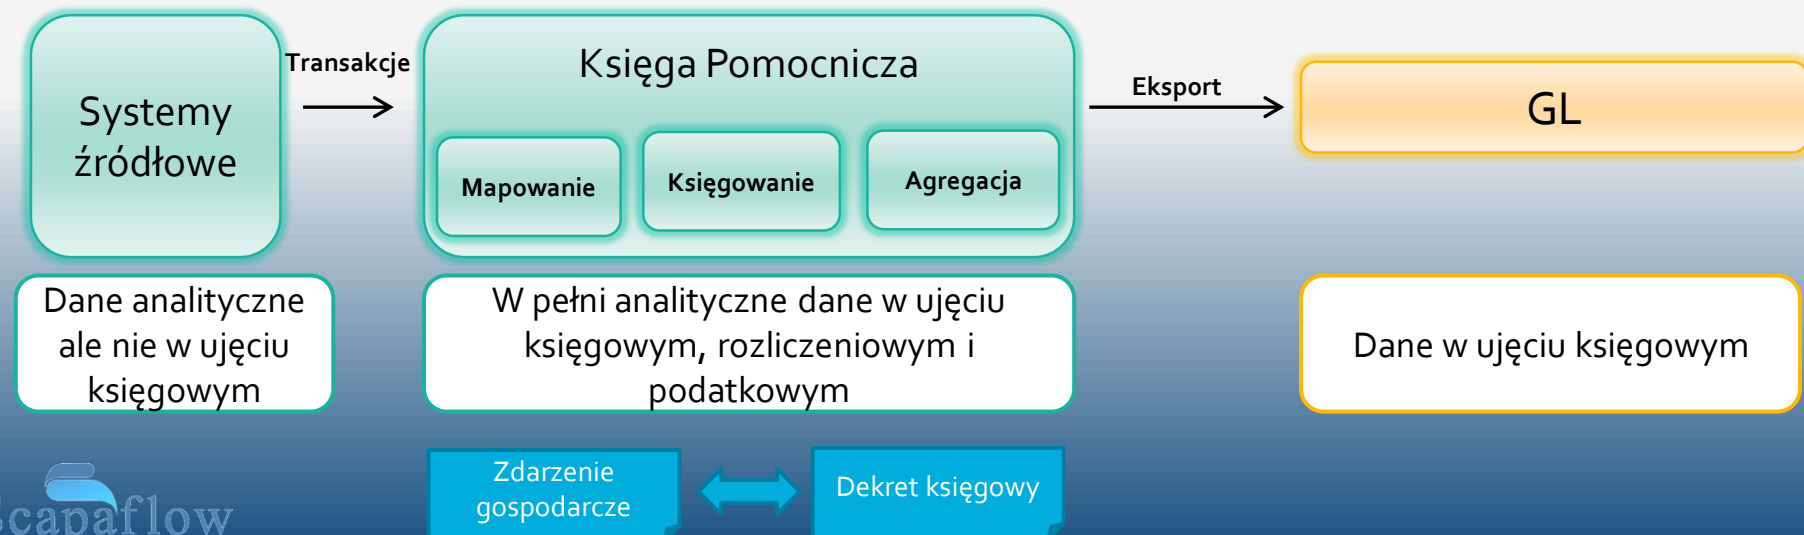 Systemy
źródłowe
Transakcje
Księga Pomocnicza
Mapowanie
Księgowanie
Agregacja
Eksport
GL
Dane analityczne
ale nie w ujęciu
księgowym
W pełni analityczne dane w ujęciu
księgowym, rozliczeniowym i
podatkowym
Dane w ujęciu księgowym
Zdarzenie
gospodarcze
Dekret księgowy
Scapaflow